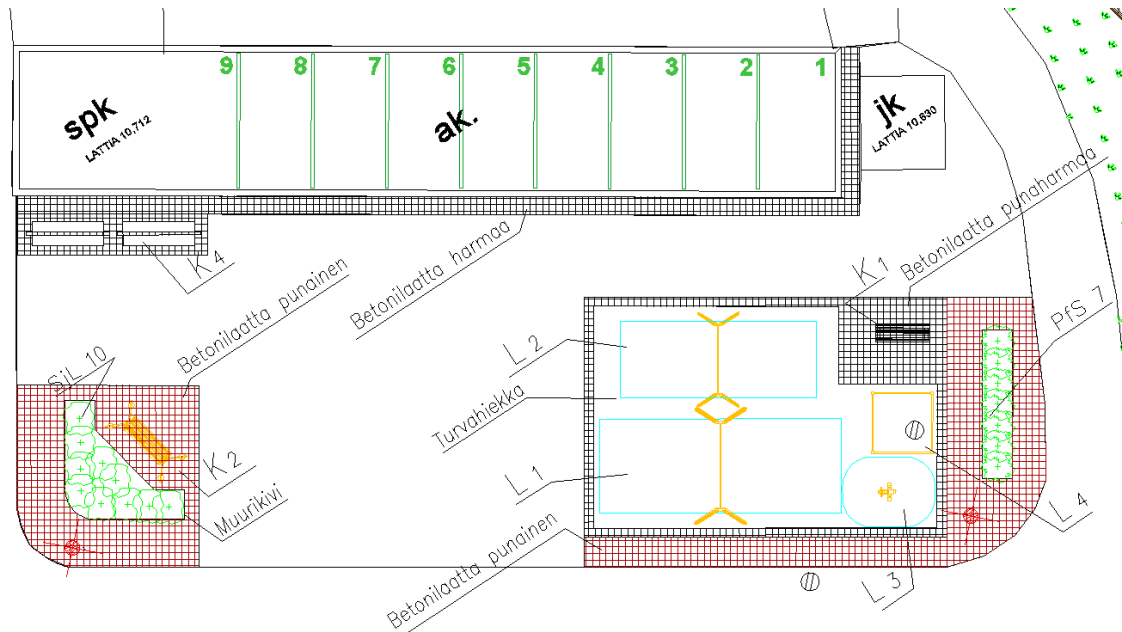 9 8 7 6 5 4 3 2 1
spk
LATTIA 10,712
ak.
jk
LATTIA 10,630
K 4
Betonilaatta punainen
Betonilaatta harmaa
K 1
Betonilaatta punaharmaa
PfS 7
SiL 10
L 2
Turvahiekka
L 1
K 2
Muurikivi
L 4
L 3
Betonilaatta punainen